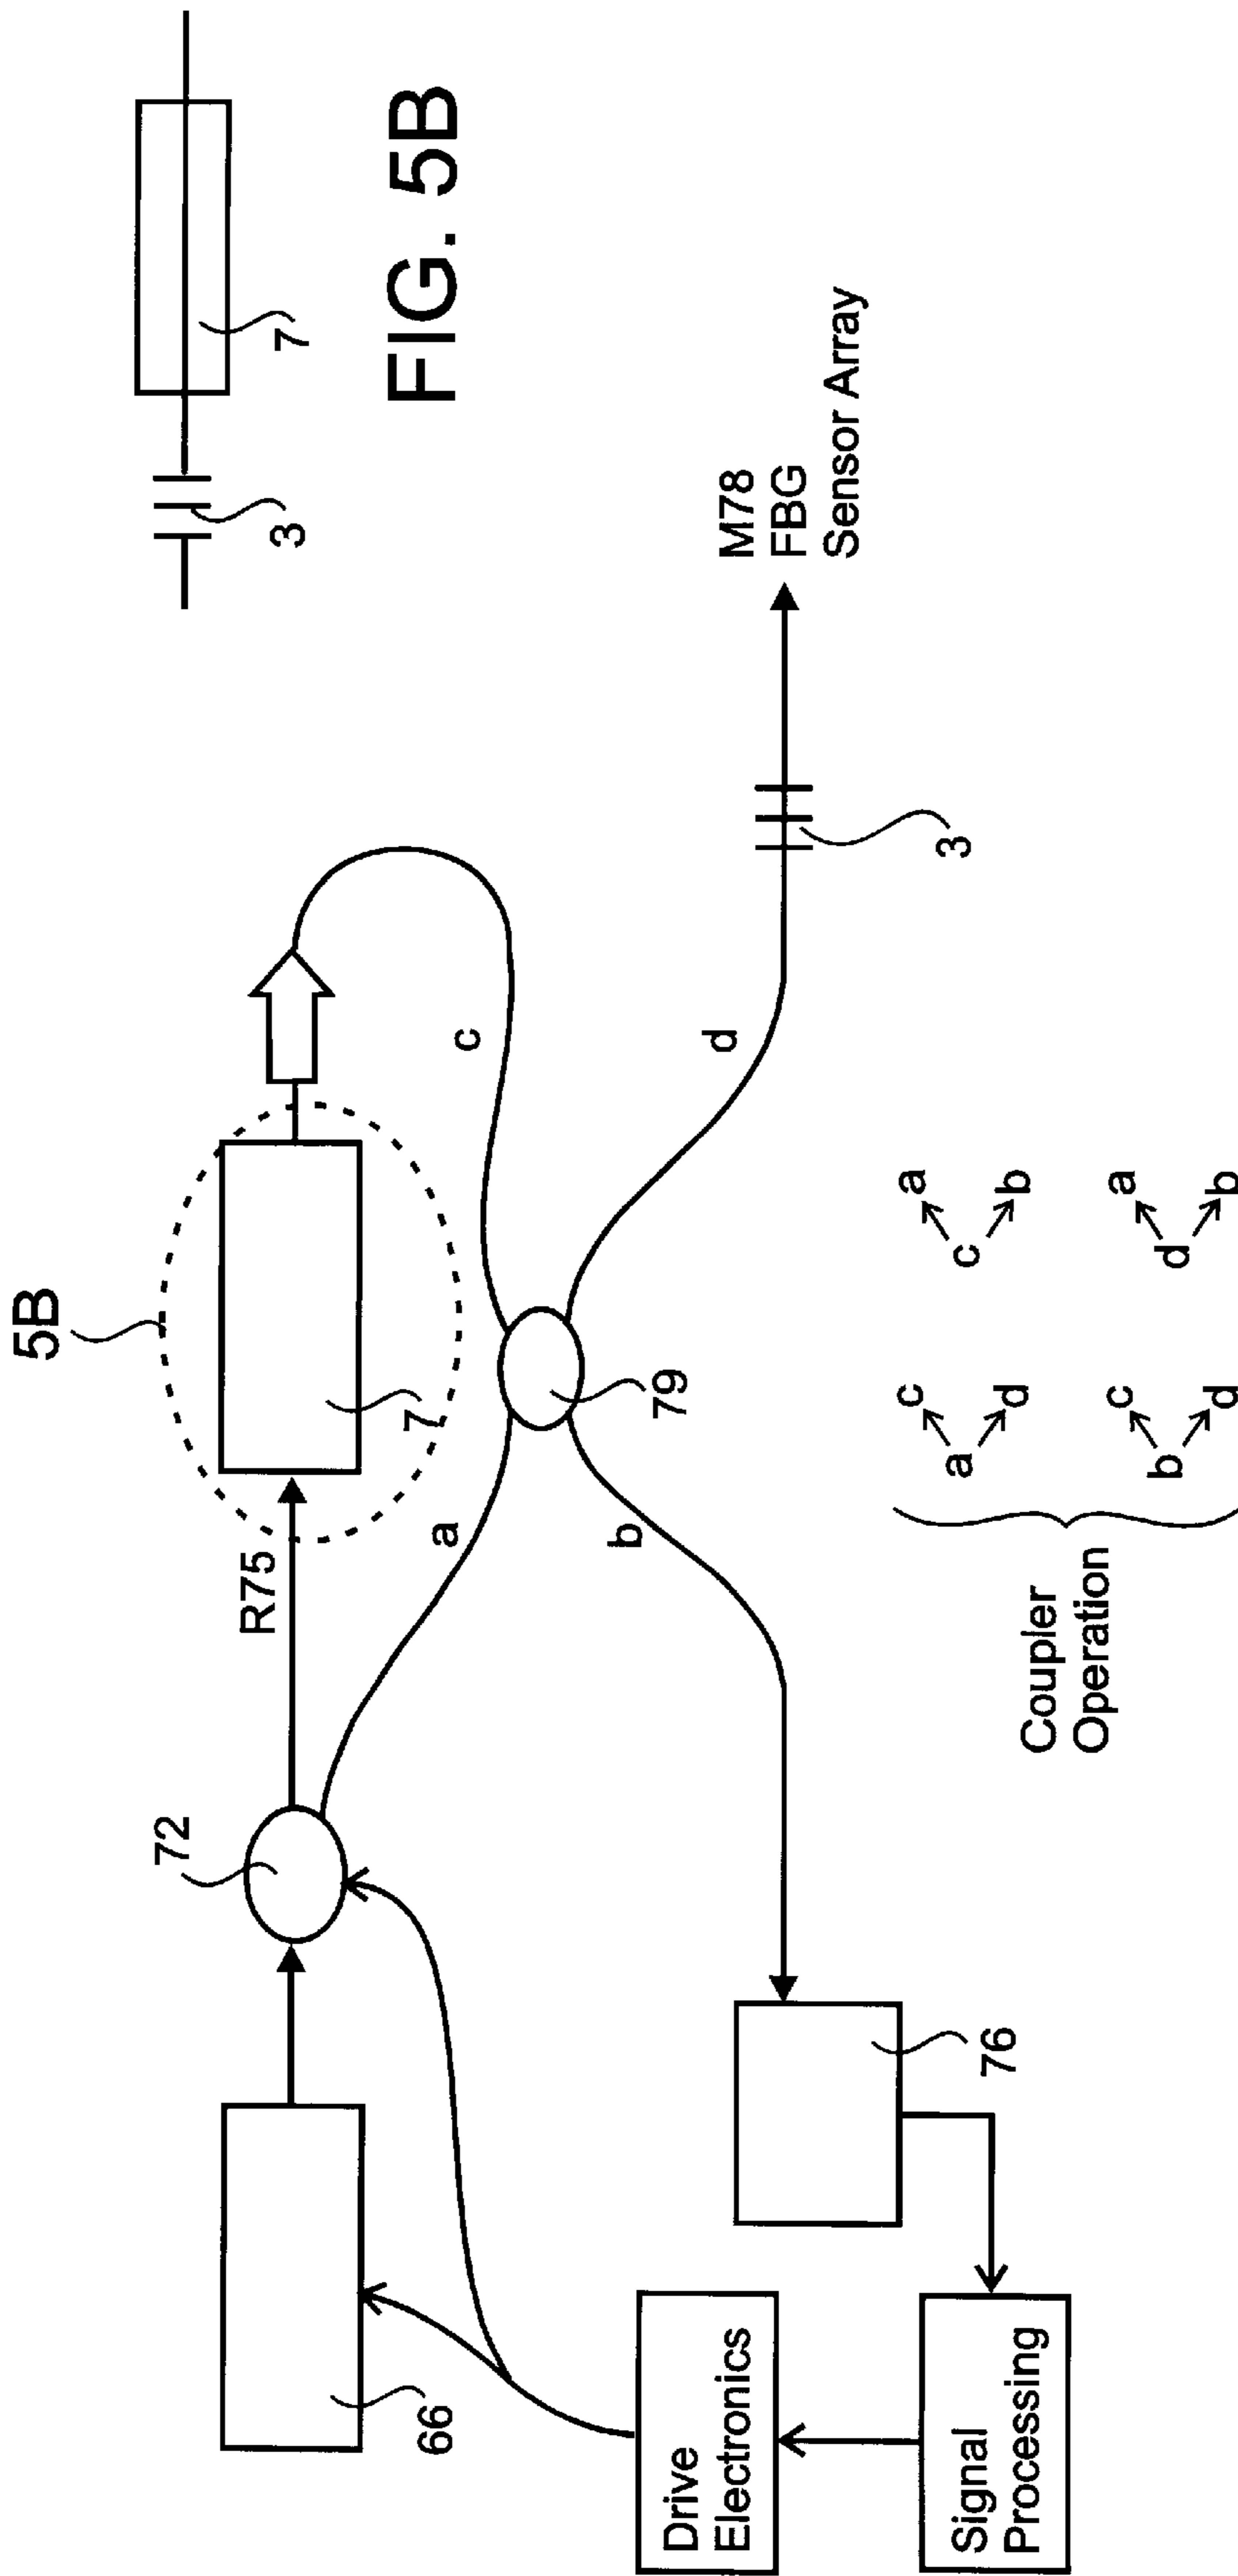 5B
72
R75
7
66
a
c
79
b
d
M78
FBG
Sensor Array
3
76
Drive
Electronics
Signal
Processing
Coupler
Operation
a c d
c a b
b c d
d a b
3
7
FIG. 5B